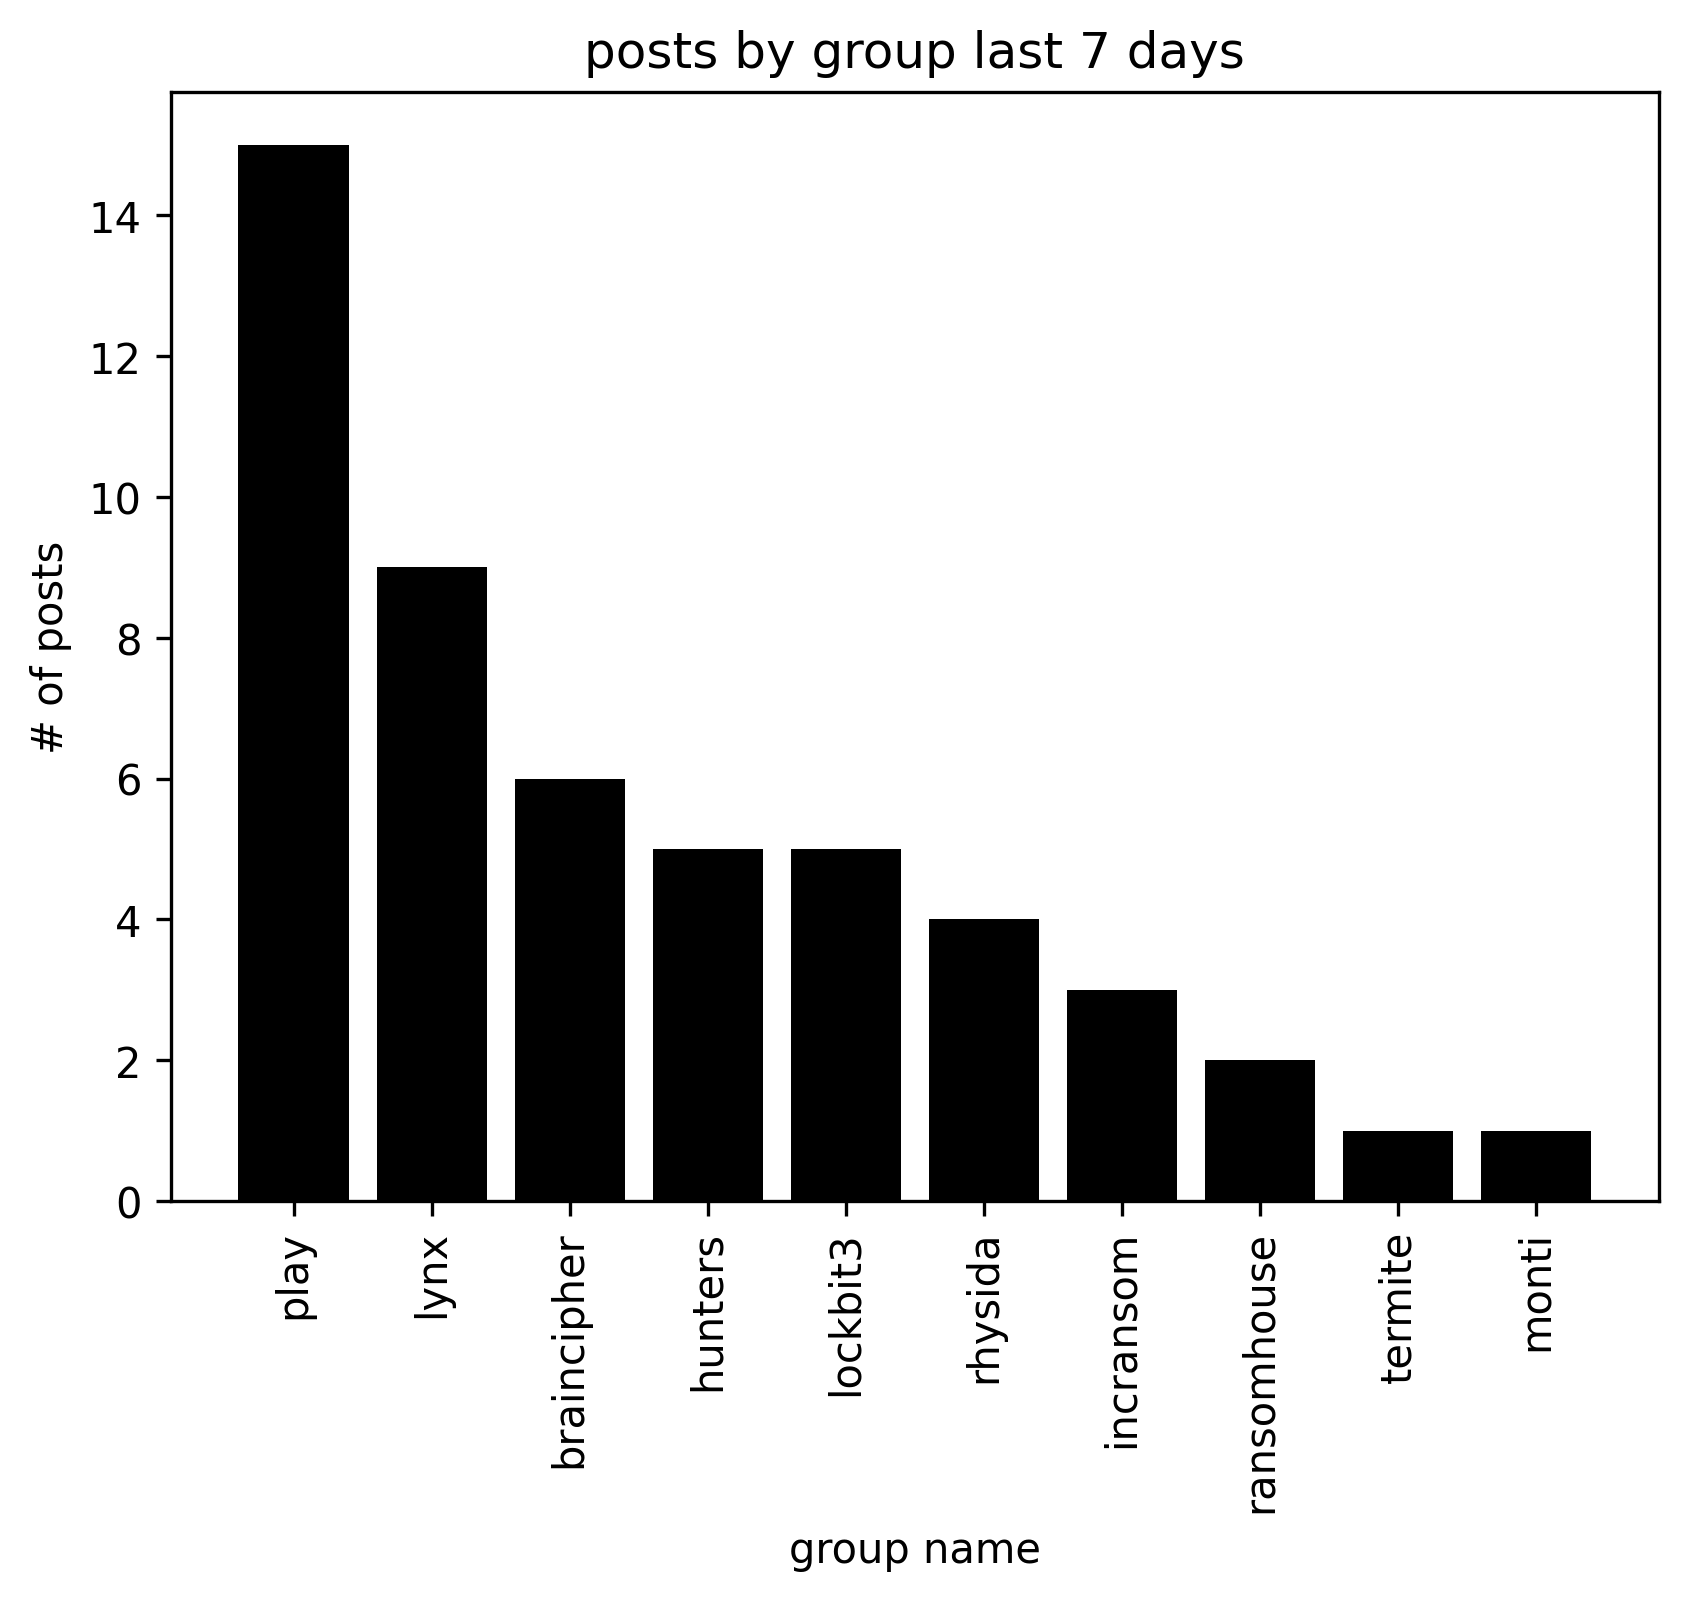 posts by group last 7 days
# of posts
14
12
10
8
6
4
2
0
play
lynx
braincipher
hunters
lockbit3
rhysida
incransom
ransomhouse
termite
monti
group name